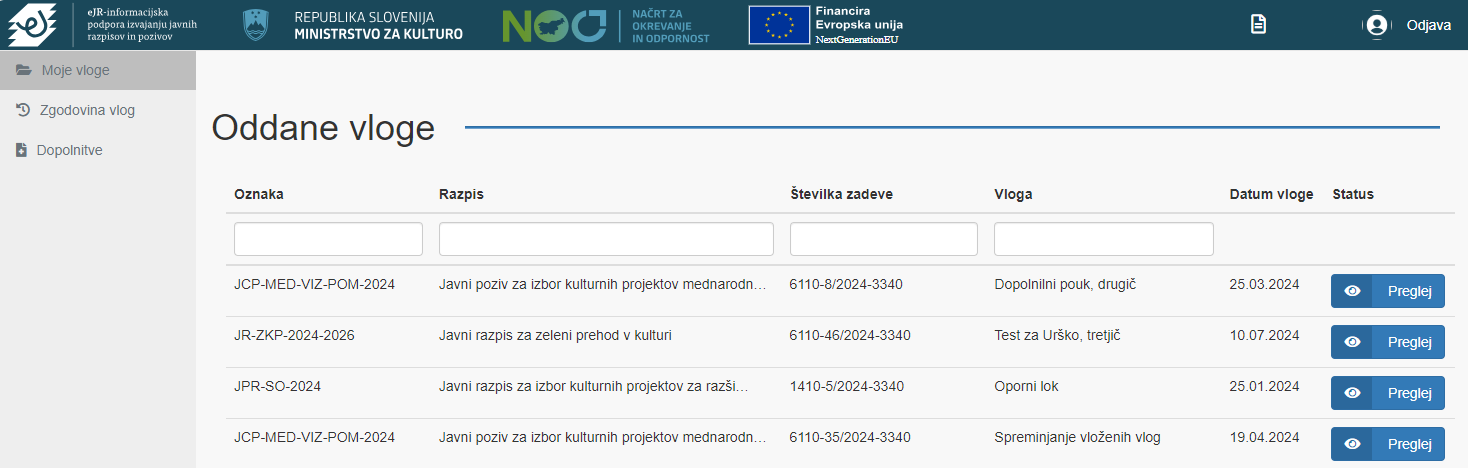 eJR-informacijska
podpora izvajanju javnih
razpisov in pozivov
REPUBLIKA SLOVENIJA
MINISTRSTVO ZA KULTURO
NOO
NAČRT ZA
OKREVANJE
IN ODPORNOST
Financira
Evropska unija
NextGenerationEU
Odjava
Moje vloge
Zgodovina vlog
Dopolnitve
Oddane vloge
Oznaka Razpis Številka zadeve Vloga Datum vloge Status
JCP-MED-VIZ-POM-2024 Javni poziv za izbor kulturnih projektov mednarodn… 6110-8/2024-3340 Dopolnilni pouk, drugič 25.03.2024 Preglej
JR-ZKP-2024-2026 Javni razpis za zeleni prehod v kulturi 6110-46/2024-3340 Test za Urško, tretjič 10.07.2024 Preglej
JPR-SO-2024 Javni razpis za izbor kulturnih projektov za razši… 1410-5/2024-3340 Oporni lok 25.01.2024 Preglej
JCP-MED-VIZ-POM-2024 Javni poziv za izbor kulturnih projektov mednarodn… 6110-35/2024-3340 Spreminjanje vloženih vlog 19.04.2024 Preglej